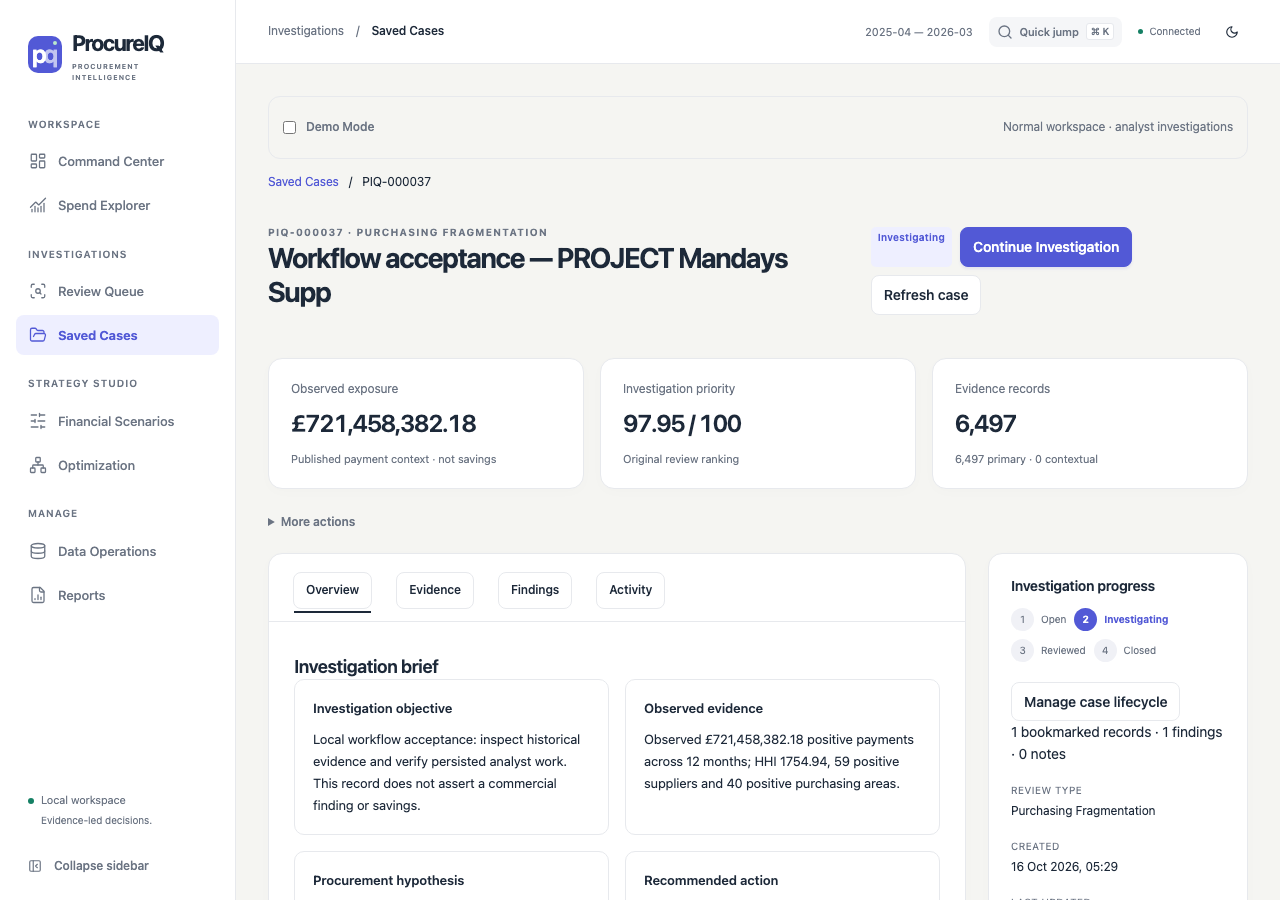 pq
ProcureIQ
PROCUREMENT
INTELLIGENCE
WORKSPACE
Command Center
Spend Explorer
INVESTIGATIONS
Review Queue
Saved Cases
STRATEGY STUDIO
Financial Scenarios
Optimization
MANAGE
Data Operations
Reports
Local workspace
Evidence-led decisions.
Collapse sidebar
Investigations / Saved Cases
2025-04 — 2026-03
Quick jump ⌘ K
Connected
Demo Mode
Normal workspace · analyst investigations
Saved Cases / PIQ-000037
PIQ-000037 · PURCHASING FRAGMENTATION
Workflow acceptance — PROJECT Mandays
Supp
Investigating
Continue Investigation
Refresh case
Observed exposure
£721,458,382.18
Published payment context · not savings
Investigation priority
97.95 / 100
Original review ranking
Evidence records
6,497
6,497 primary · 0 contextual
More actions
Overview
Evidence
Findings
Activity
Investigation brief
Investigation objective
Local workflow acceptance: inspect historical
evidence and verify persisted analyst work.
This record does not assert a commercial
finding or savings.
Observed evidence
Observed £721,458,382.18 positive payments
across 12 months; HHI 1754.94, 59 positive
suppliers and 40 positive purchasing areas.
Procurement hypothesis
Recommended action
Investigation progress
1 Open 2 Investigating
3 Reviewed 4 Closed
Manage case lifecycle
1 bookmarked records · 1 findings
· 0 notes
REVIEW TYPE
Purchasing Fragmentation
CREATED
16 Oct 2026, 05:29